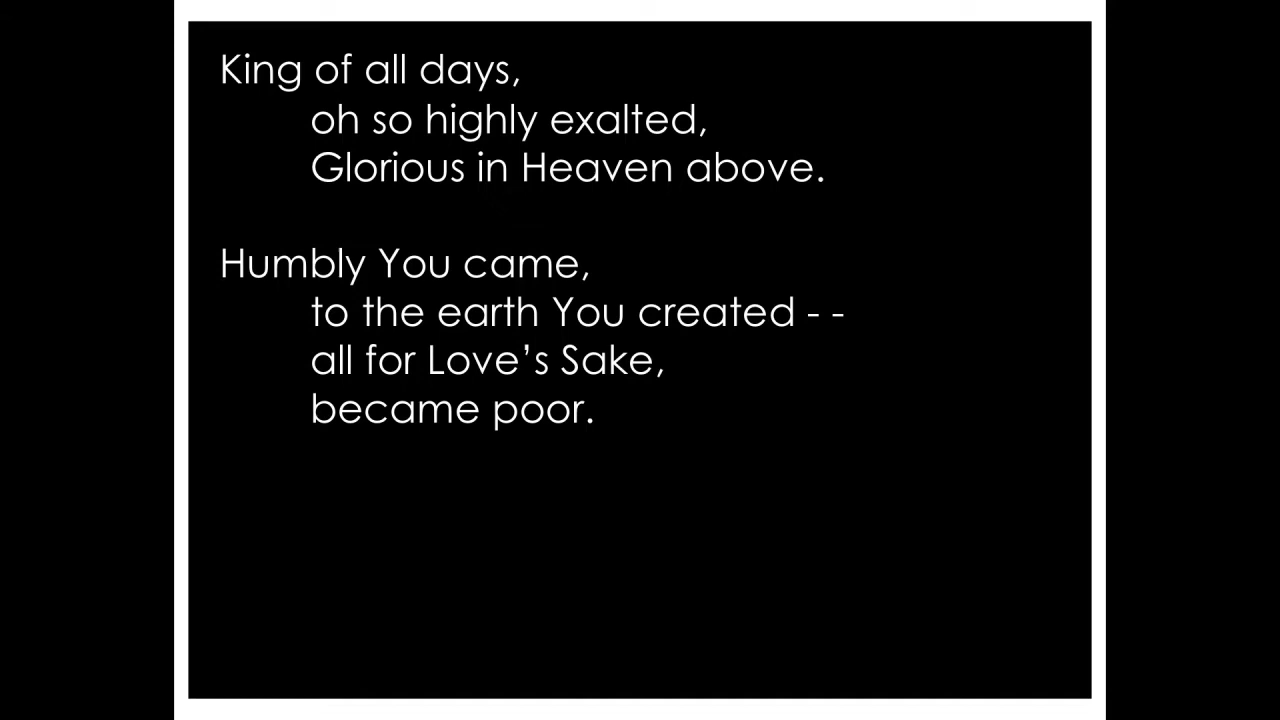 King of all days,
oh so highly exalted,
Glorious in Heaven above.
Humbly You came,
to the earth You created - -
all for Love’s Sake,
became poor.